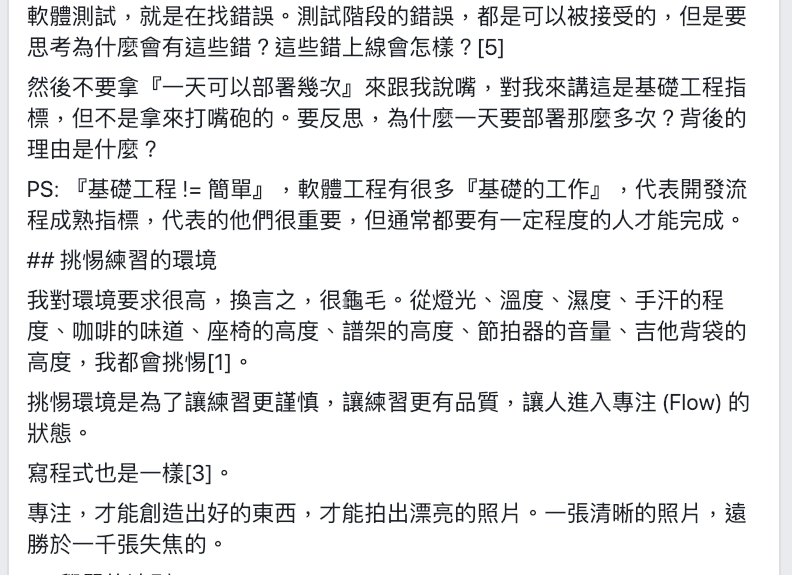 軟體測試，就是在找錯誤。測試階段的錯誤，都是可以被接受的，但是要
思考為什麼會有這些錯？這些錯上線會怎樣？[5]
然後不要拿『一天可以部署幾次』來跟我說嘴，對我來講這是基礎工程指
標，但不是拿來打嘴砲的。要反思，為什麼一天要部署那麼多次？背後的
理由是什麼？
PS: 『基礎工程 != 簡單』，軟體工程有很多『基礎的工作』，代表開發流
程成熟指標，代表的他們很重要，但通常都要有一定程度的人才能完成。
## 挑惕練習的環境
我對環境要求很高，換言之，很龜毛。從燈光、溫度、濕度、手汗的程
度、咖啡的味道、座椅的高度、譜架的高度、節拍器的音量、吉他背袋的
高度，我都會挑惕[1]。
挑惕環境是為了讓練習更謹慎，讓練習更有品質，讓人進入專注 (Flow) 的
狀態。
寫程式也是一樣[3]。
專注，才能創造出好的東西，才能拍出漂亮的照片。一張清晰的照片，遠
勝於一千張失焦的。